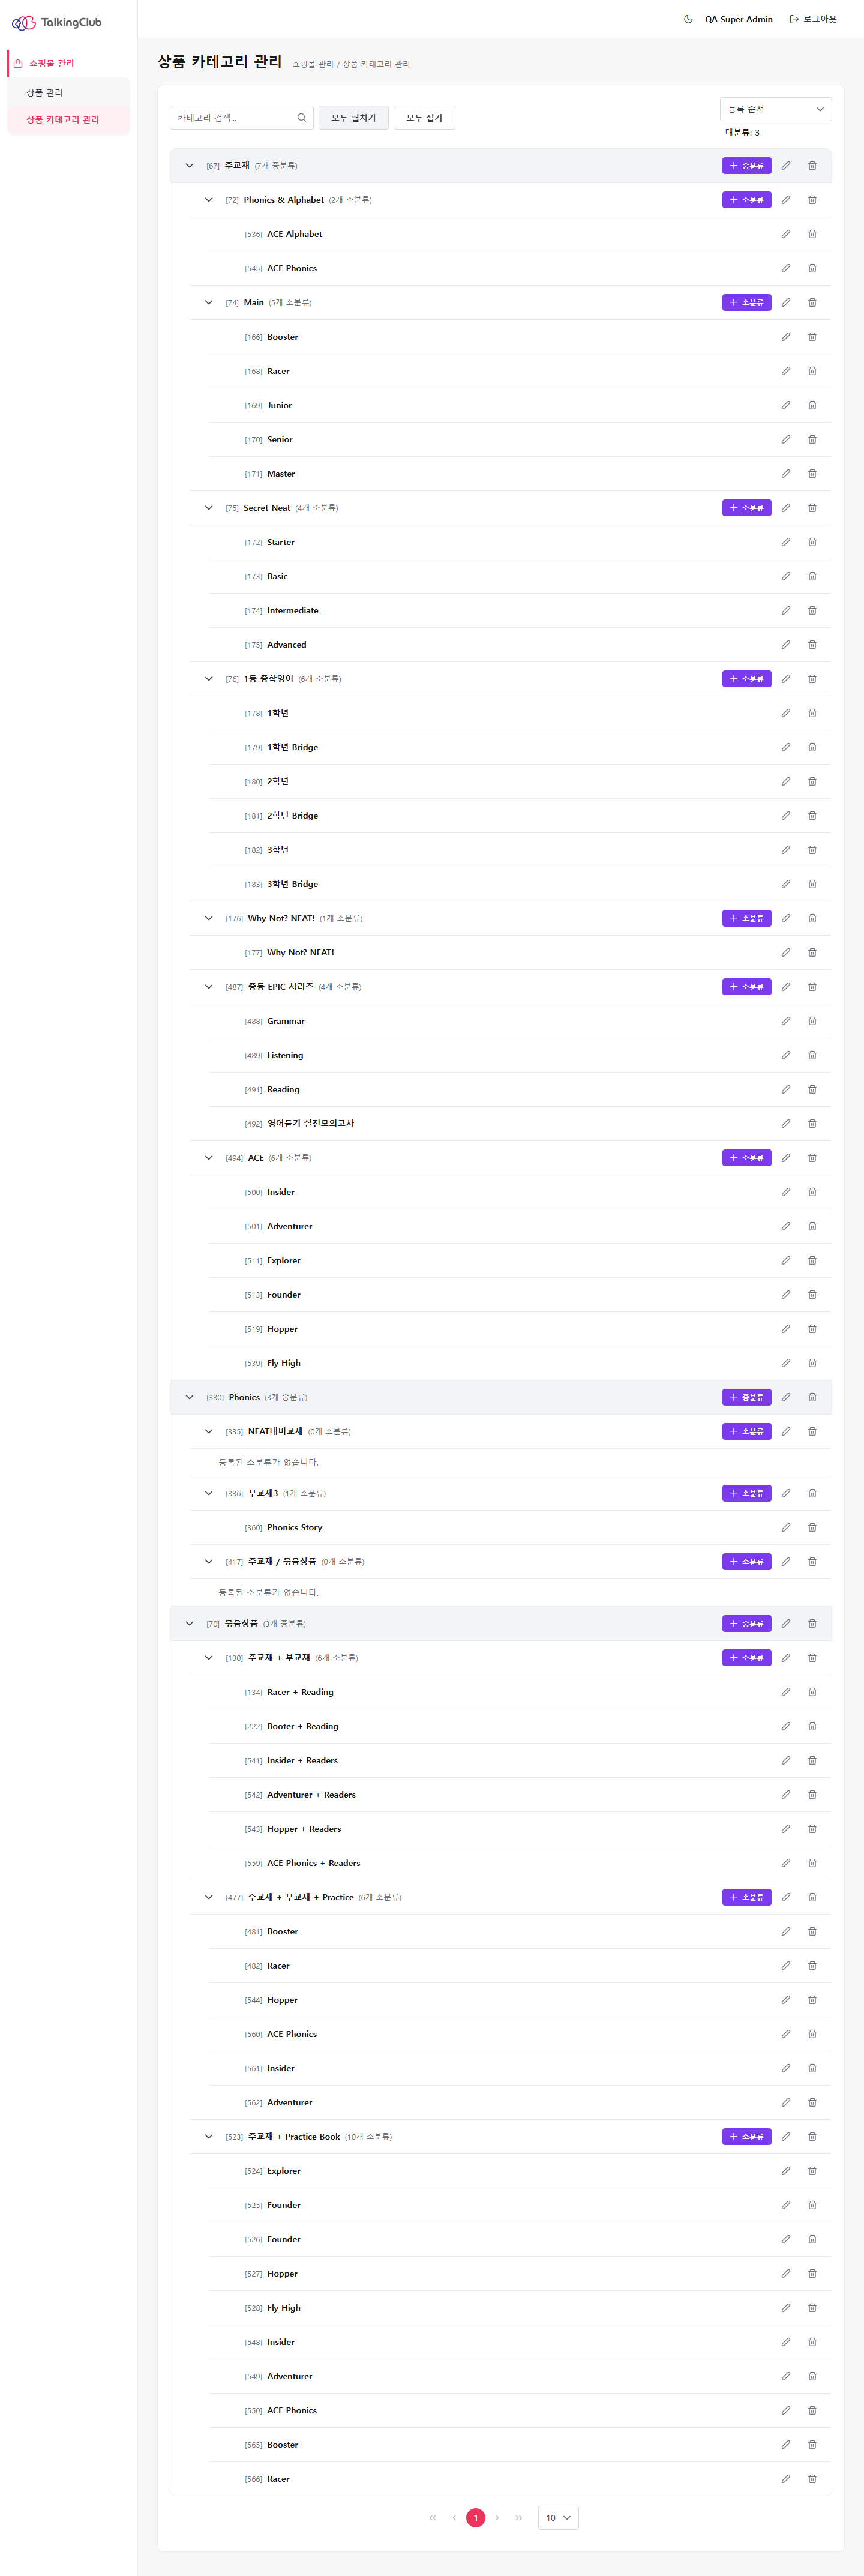 TalkingClub
QA Super Admin 로그아웃
쇼핑몰 관리
상품 관리
상품 카테고리 관리
상품 카테고리 관리 쇼핑몰 관리 / 상품 카테고리 관리
카테고리 검색... 모두 펼치기 모두 접기 등록 순서
대분류: 3
[67] 주교재 (7개 중분류) + 중분류
[72] Phonics & Alphabet (2개 소분류) + 소분류
[536] ACE Alphabet
[545] ACE Phonics
[74] Main (5개 소분류) + 소분류
[166] Booster
[168] Racer
[169] Junior
[170] Senior
[171] Master
[75] Secret Neat (4개 소분류) + 소분류
[172] Starter
[173] Basic
[174] Intermediate
[175] Advanced
[76] 1등 중학영어 (6개 소분류) + 소분류
[178] 1학년
[179] 1학년 Bridge
[180] 2학년
[181] 2학년 Bridge
[182] 3학년
[183] 3학년 Bridge
[176] Why Not? NEAT! (1개 소분류) + 소분류
[177] Why Not? NEAT!
[487] 중등 EPIC 시리즈 (4개 소분류) + 소분류
[488] Grammar
[489] Listening
[491] Reading
[492] 영어듣기 실전모의고사
[494] ACE (6개 소분류) + 소분류
[500] Insider
[501] Adventurer
[511] Explorer
[513] Founder
[519] Hopper
[539] Fly High
[330] Phonics (3개 중분류) + 중분류
[335] NEAT대비교재 (0개 소분류) + 소분류
등록된 소분류가 없습니다.
[336] 부교재3 (1개 소분류) + 소분류
[360] Phonics Story
[417] 주교재 / 묶음상품 (0개 소분류) + 소분류
등록된 소분류가 없습니다.
[70] 묶음상품 (3개 중분류) + 중분류
[130] 주교재 + 부교재 (6개 소분류) + 소분류
[134] Racer + Reading
[222] Booter + Reading
[541] Insider + Readers
[542] Adventurer + Readers
[543] Hopper + Readers
[559] ACE Phonics + Readers
[477] 주교재 + 부교재 + Practice (6개 소분류) + 소분류
[481] Booster
[482] Racer
[544] Hopper
[560] ACE Phonics
[561] Insider
[562] Adventurer
[523] 주교재 + Practice Book (10개 소분류) + 소분류
[524] Explorer
[525] Founder
[526] Founder
[527] Hopper
[528] Fly High
[548] Insider
[549] Adventurer
[550] ACE Phonics
[565] Booster
[566] Racer
1 10